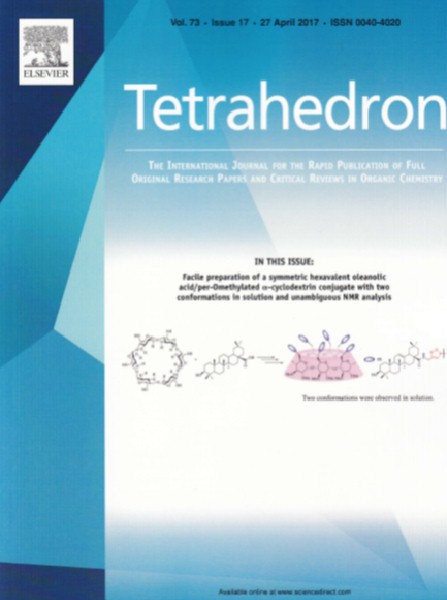 Vol. 73 • Issue 17 • 27 April 2017 • ISSN 0040-4020
ELSEVIER
Tetrahedron
The International Journal for the Rapid Publication of Full
Original Research Papers and Critical Reviews in Organic Chemistry
IN THIS ISSUE:
Facile preparation of a symmetric hexavalent oleanolic
acid/per-Omethylated α-cyclodextrin conjugate with two
conformations in solution and unambiguous NMR analysis
Two conformations were observed in solution.
Available online at www.sciencedirect.com